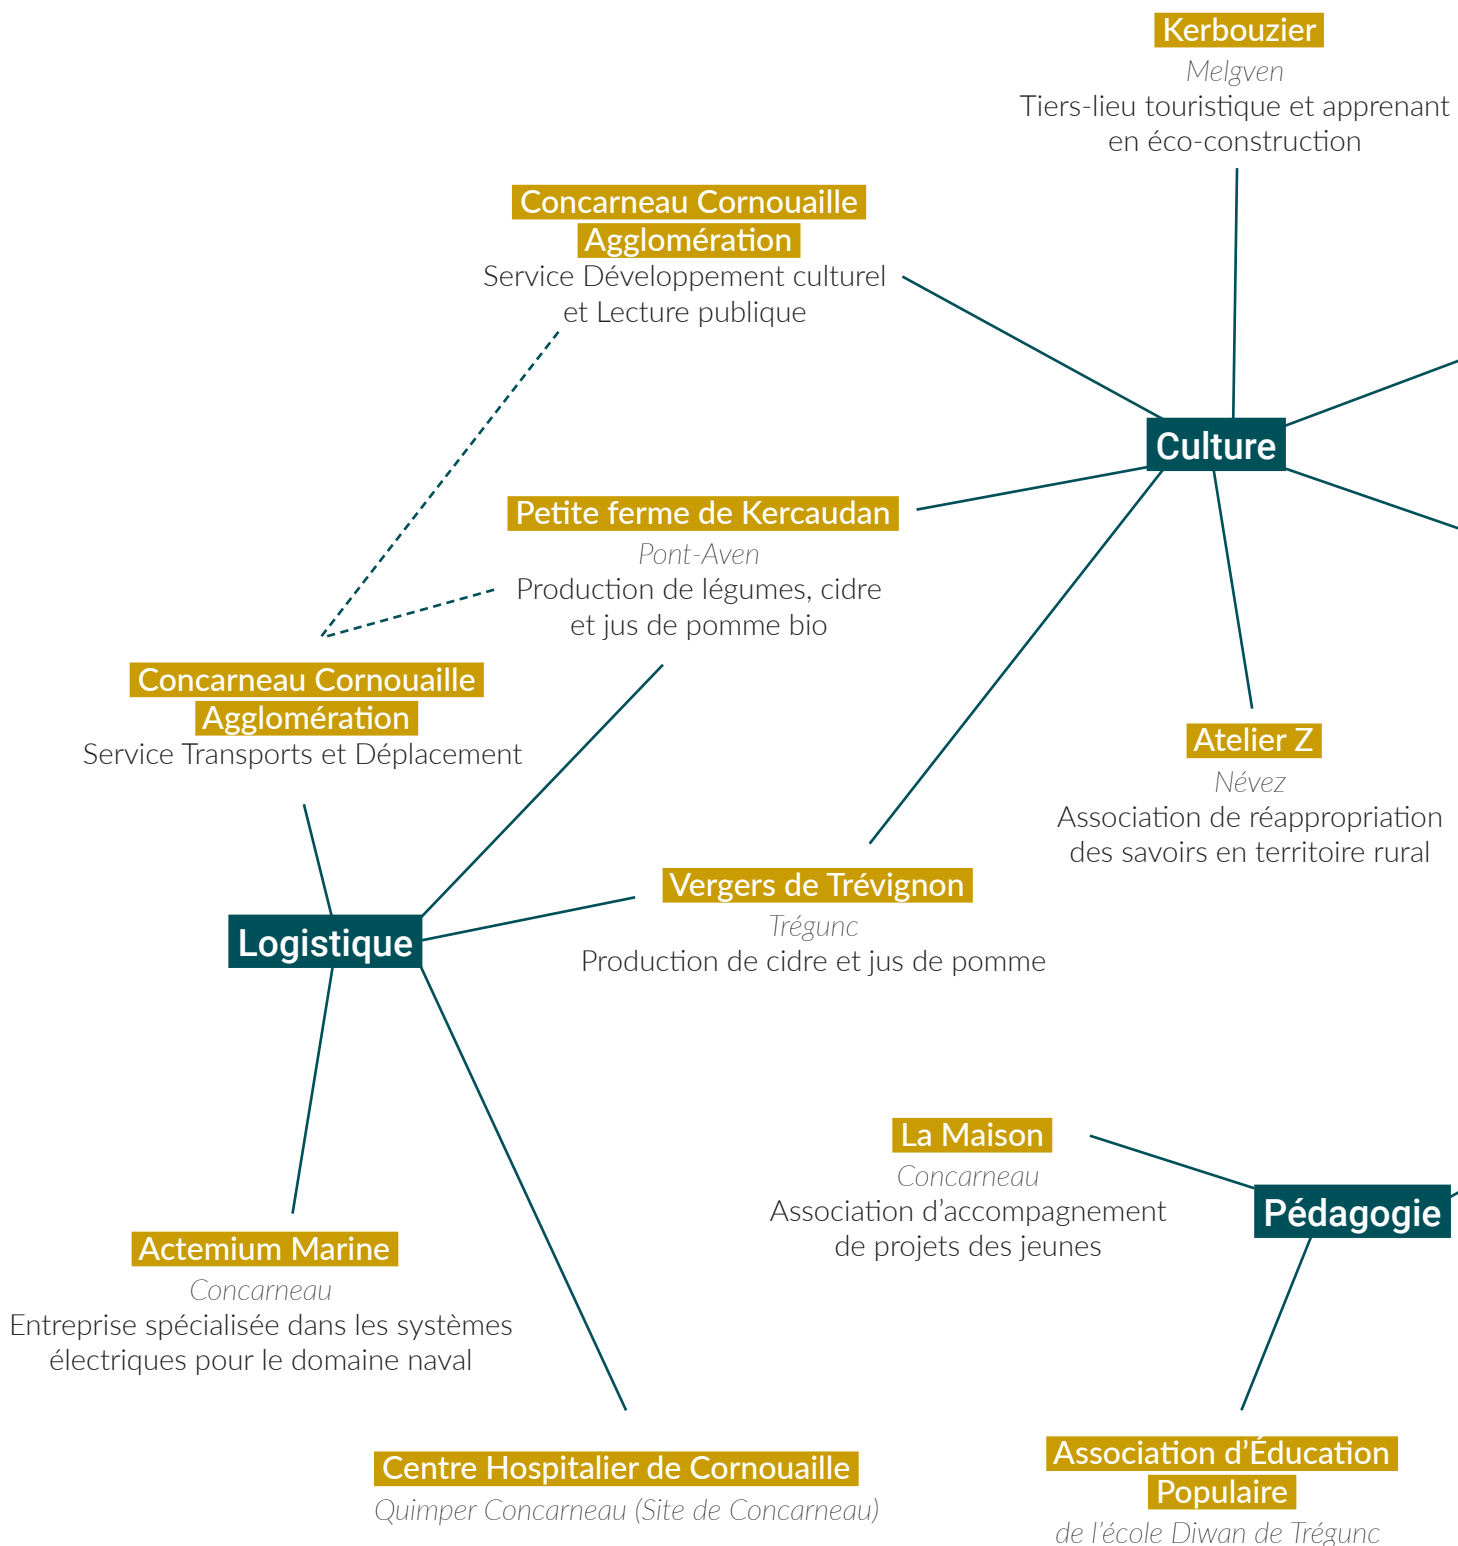 Kerbouzier
Melgven
Tiers-lieu touristique et apprenant
en éco-construction
Concarneau Cornouaille
Agglomération
Service Développement culturel
et Lecture publique
Culture
Petite ferme de Kercaudan
Pont-Aven
Production de légumes, cidre
et jus de pomme bio
Concarneau Cornouaille
Agglomération
Service Transports et Déplacement
Atelier Z
Névez
Association de réappropriation
des savoirs en territoire rural
Vergers de Trévignon
Trégunc
Production de cidre et jus de pomme
Logistique
La Maison
Concarneau
Association d’accompagnement
de projets des jeunes
Pédagogie
Actemium Marine
Concarneau
Entreprise spécialisée dans les systèmes
électriques pour le domaine naval
Centre Hospitalier de Cornouaille
Quimper Concarneau (Site de Concarneau)
Association d’Éducation
Populaire
de l’école Diwan de Trégunc